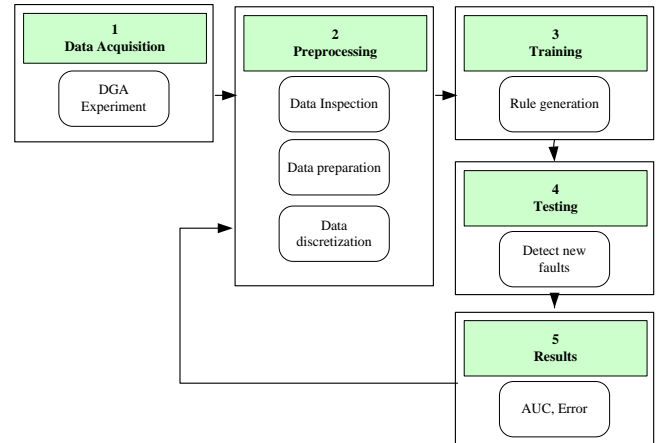 1
Data Acquisition
DGA
Experiment
2
Preprocessing
Data Inspection
Data preparation
Data
discretization
3
Training
Rule generation
4
Testing
Detect new
faults
5
Results
AUC, Error